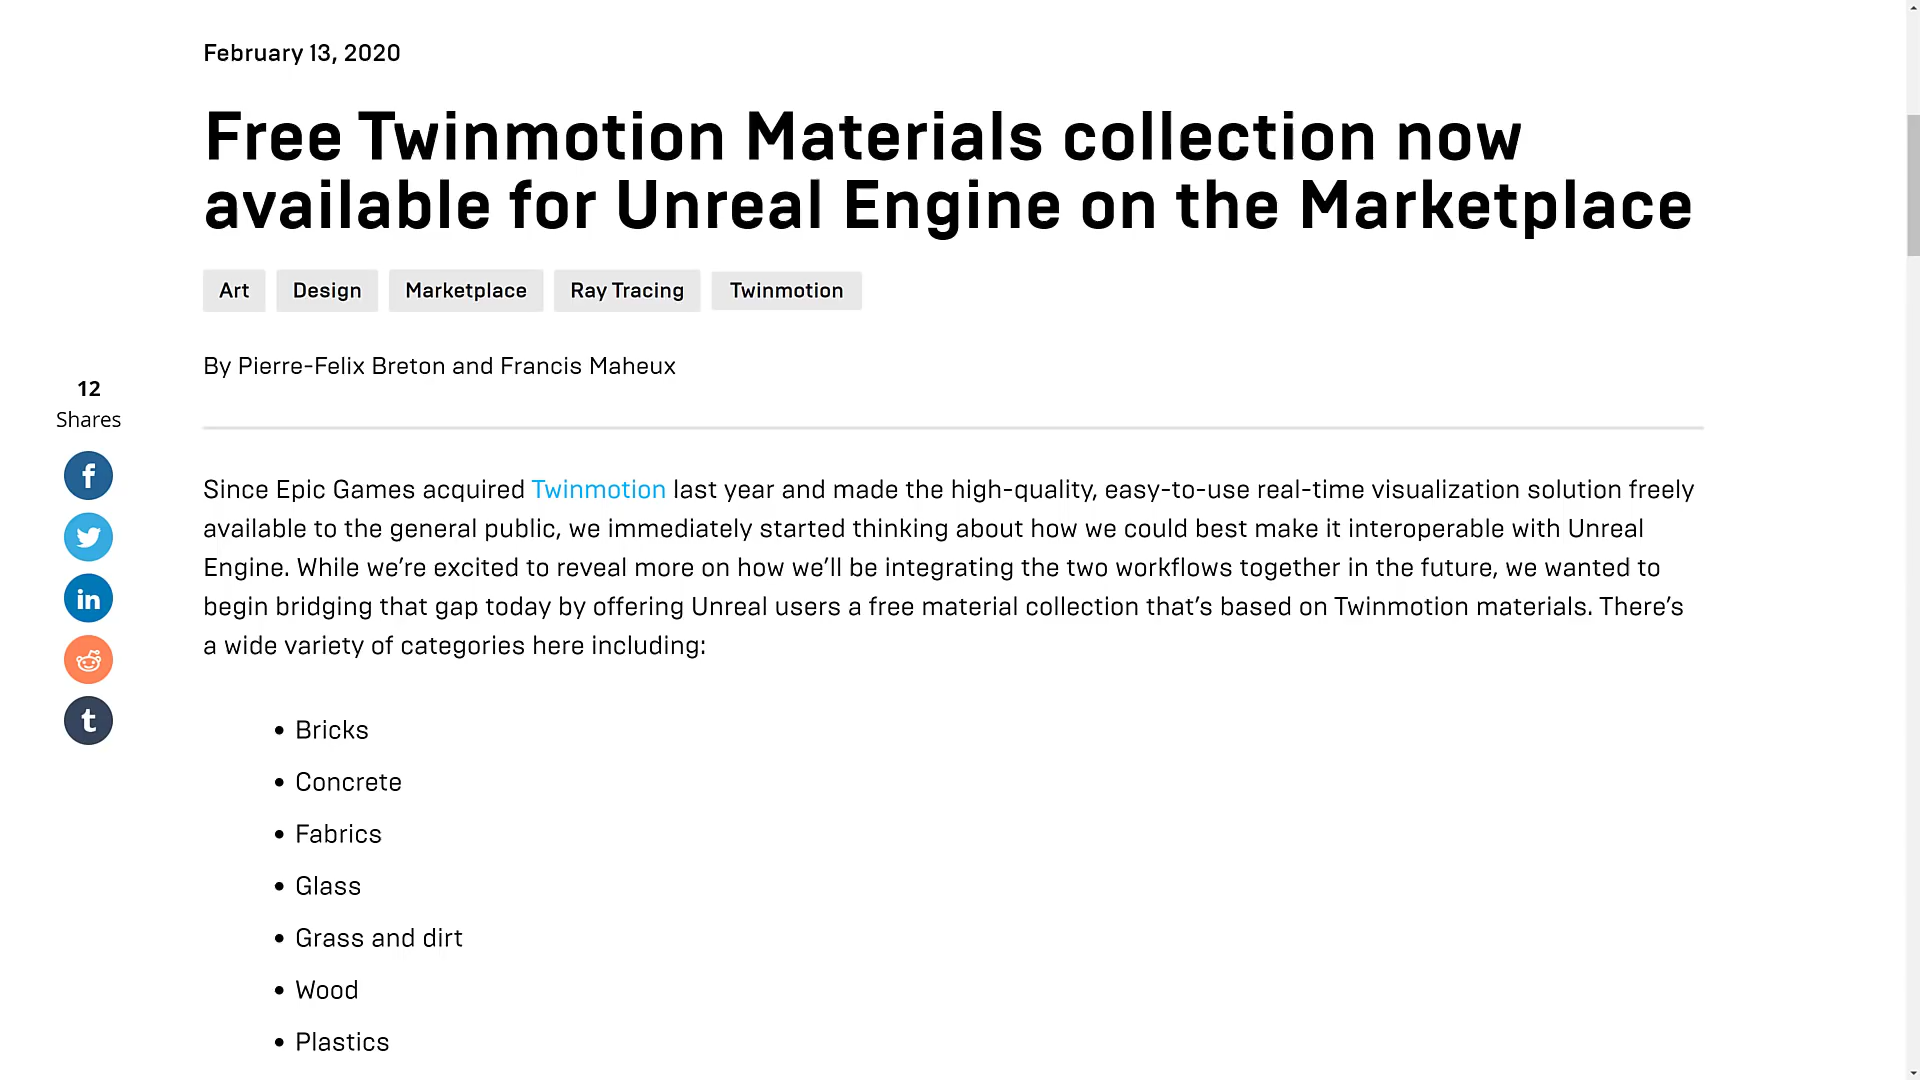 February 13, 2020
Free Twinmotion Materials collection now
available for Unreal Engine on the Marketplace
Art Design Marketplace Ray Tracing Twinmotion
By Pierre-Felix Breton and Francis Maheux
12
Shares
Since Epic Games acquired Twinmotion last year and made the high-quality, easy-to-use real-time visualization solution freely
available to the general public, we immediately started thinking about how we could best make it interoperable with Unreal
Engine. While we’re excited to reveal more on how we’ll be integrating the two workflows together in the future, we wanted to
begin bridging that gap today by offering Unreal users a free material collection that’s based on Twinmotion materials. There’s
a wide variety of categories here including:
• Bricks
• Concrete
• Fabrics
• Glass
• Grass and dirt
• Wood
• Plastics